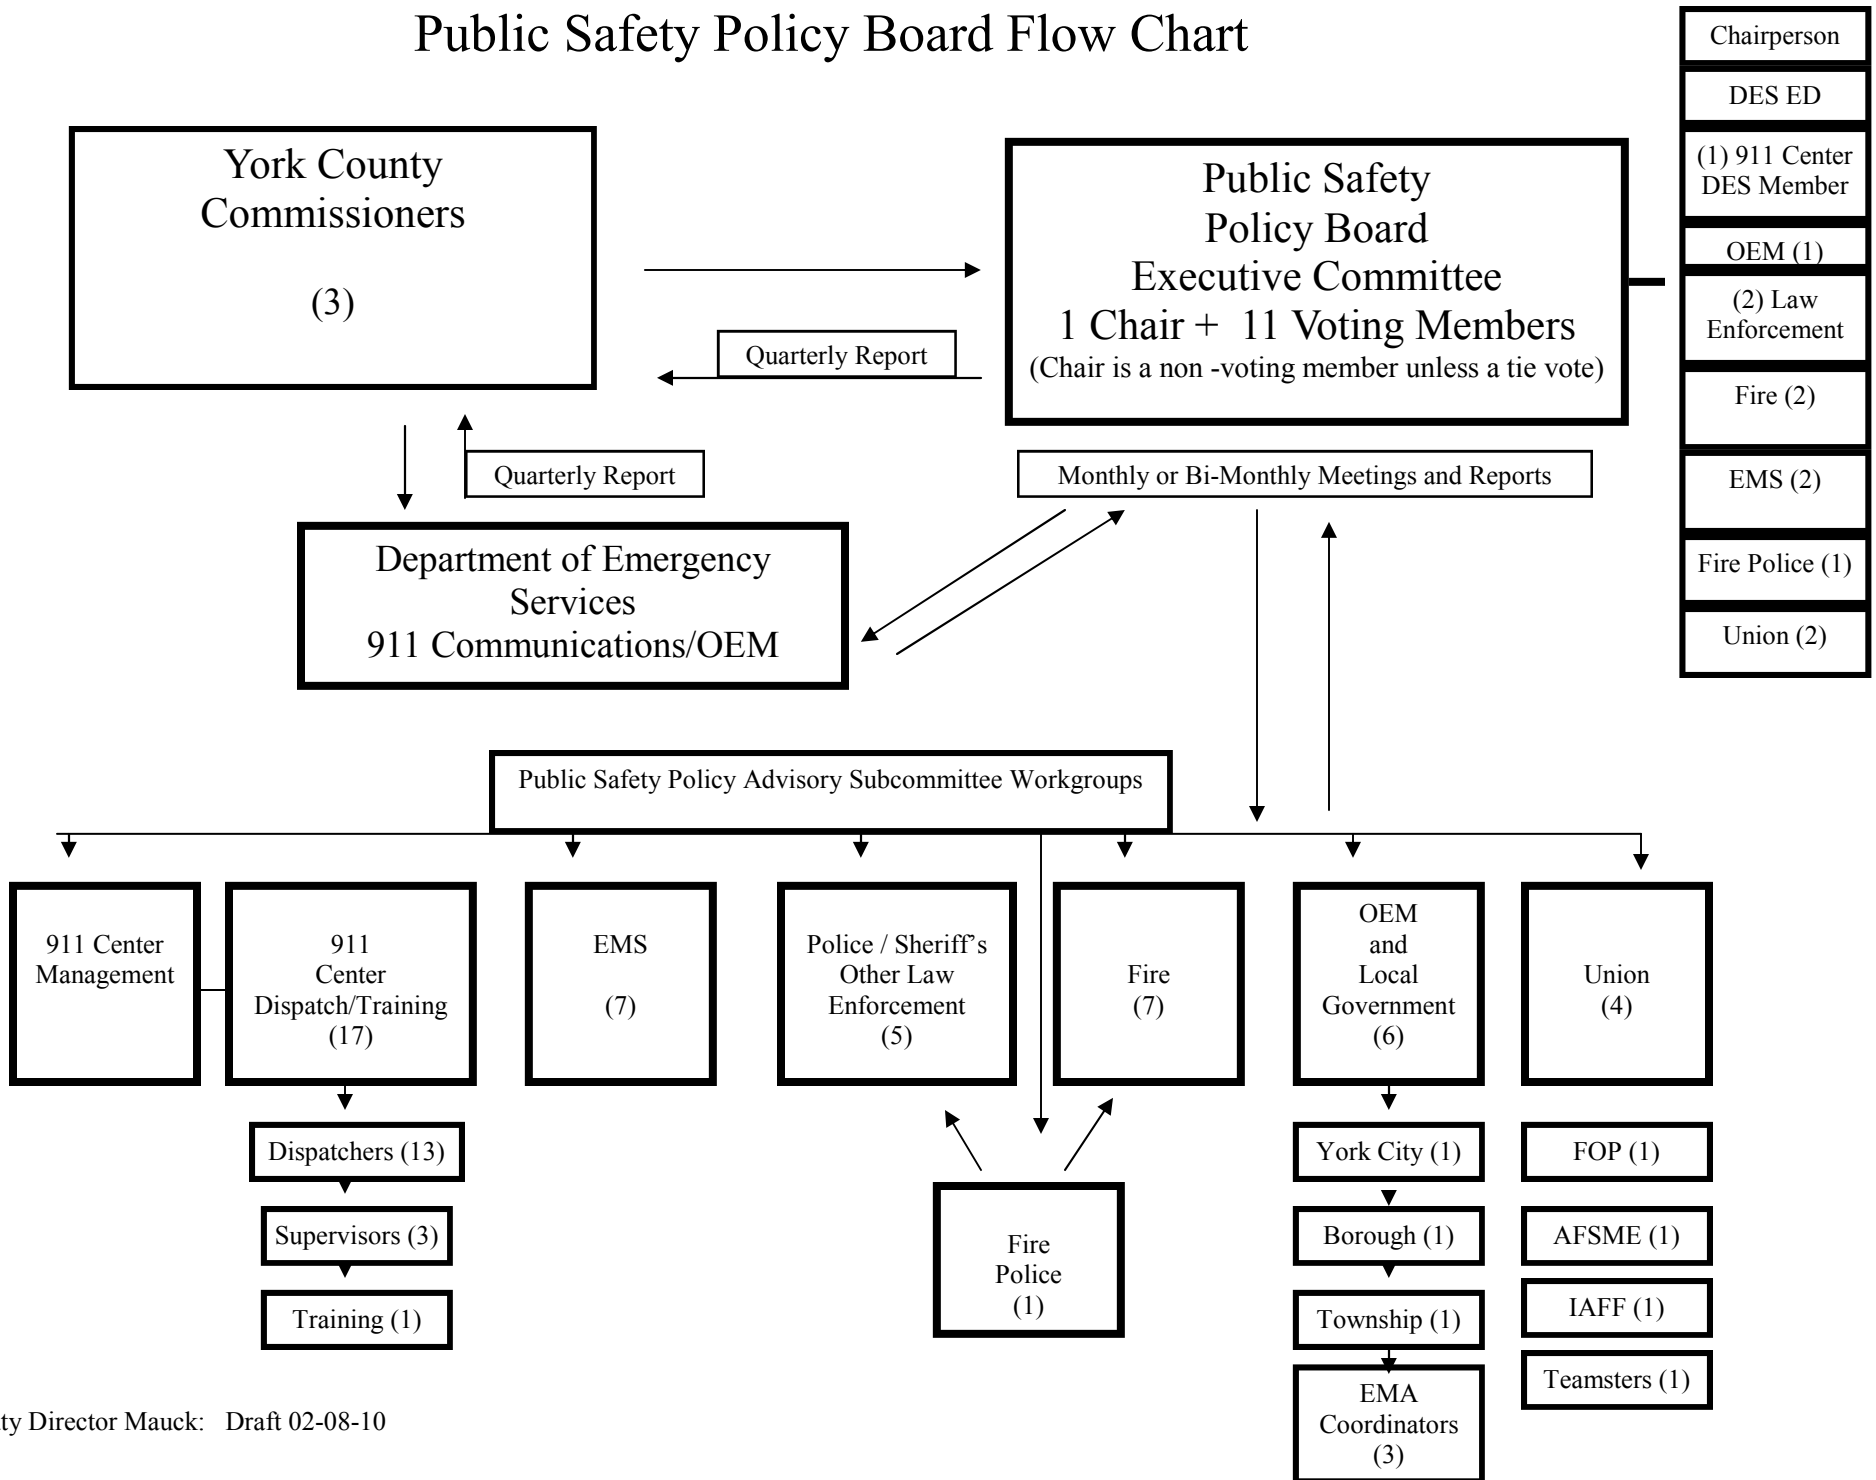 Public Safety Policy Board Flow Chart
Chairperson
DES ED
(1) 911 Center
DES Member
OEM (1)
(2) Law
Enforcement
Fire (2)
EMS (2)
Fire Police (1)
Union (2)
York County
Commissioners
(3)
Public Safety
Policy Board
Executive Committee
1 Chair + 11 Voting Members
(Chair is a non -voting member unless a tie vote)
Quarterly Report
Quarterly Report
Monthly or Bi-Monthly Meetings and Reports
Department of Emergency
Services
911 Communications/OEM
Public Safety Policy Advisory Subcommittee Workgroups
911 Center
Management
911
Center
Dispatch/Training
(17)
EMS
(7)
Police / Sheriff’s
Other Law
Enforcement
(5)
Fire
(7)
OEM
and
Local
Government
(6)
Union
(4)
Dispatchers (13)
Supervisors (3)
Training (1)
Fire
Police
(1)
York City (1)
Borough (1)
Township (1)
EMA
Coordinators
(3)
FOP (1)
AFSME (1)
IAFF (1)
Teamsters (1)
ty Director Mauck: Draft 02-08-10